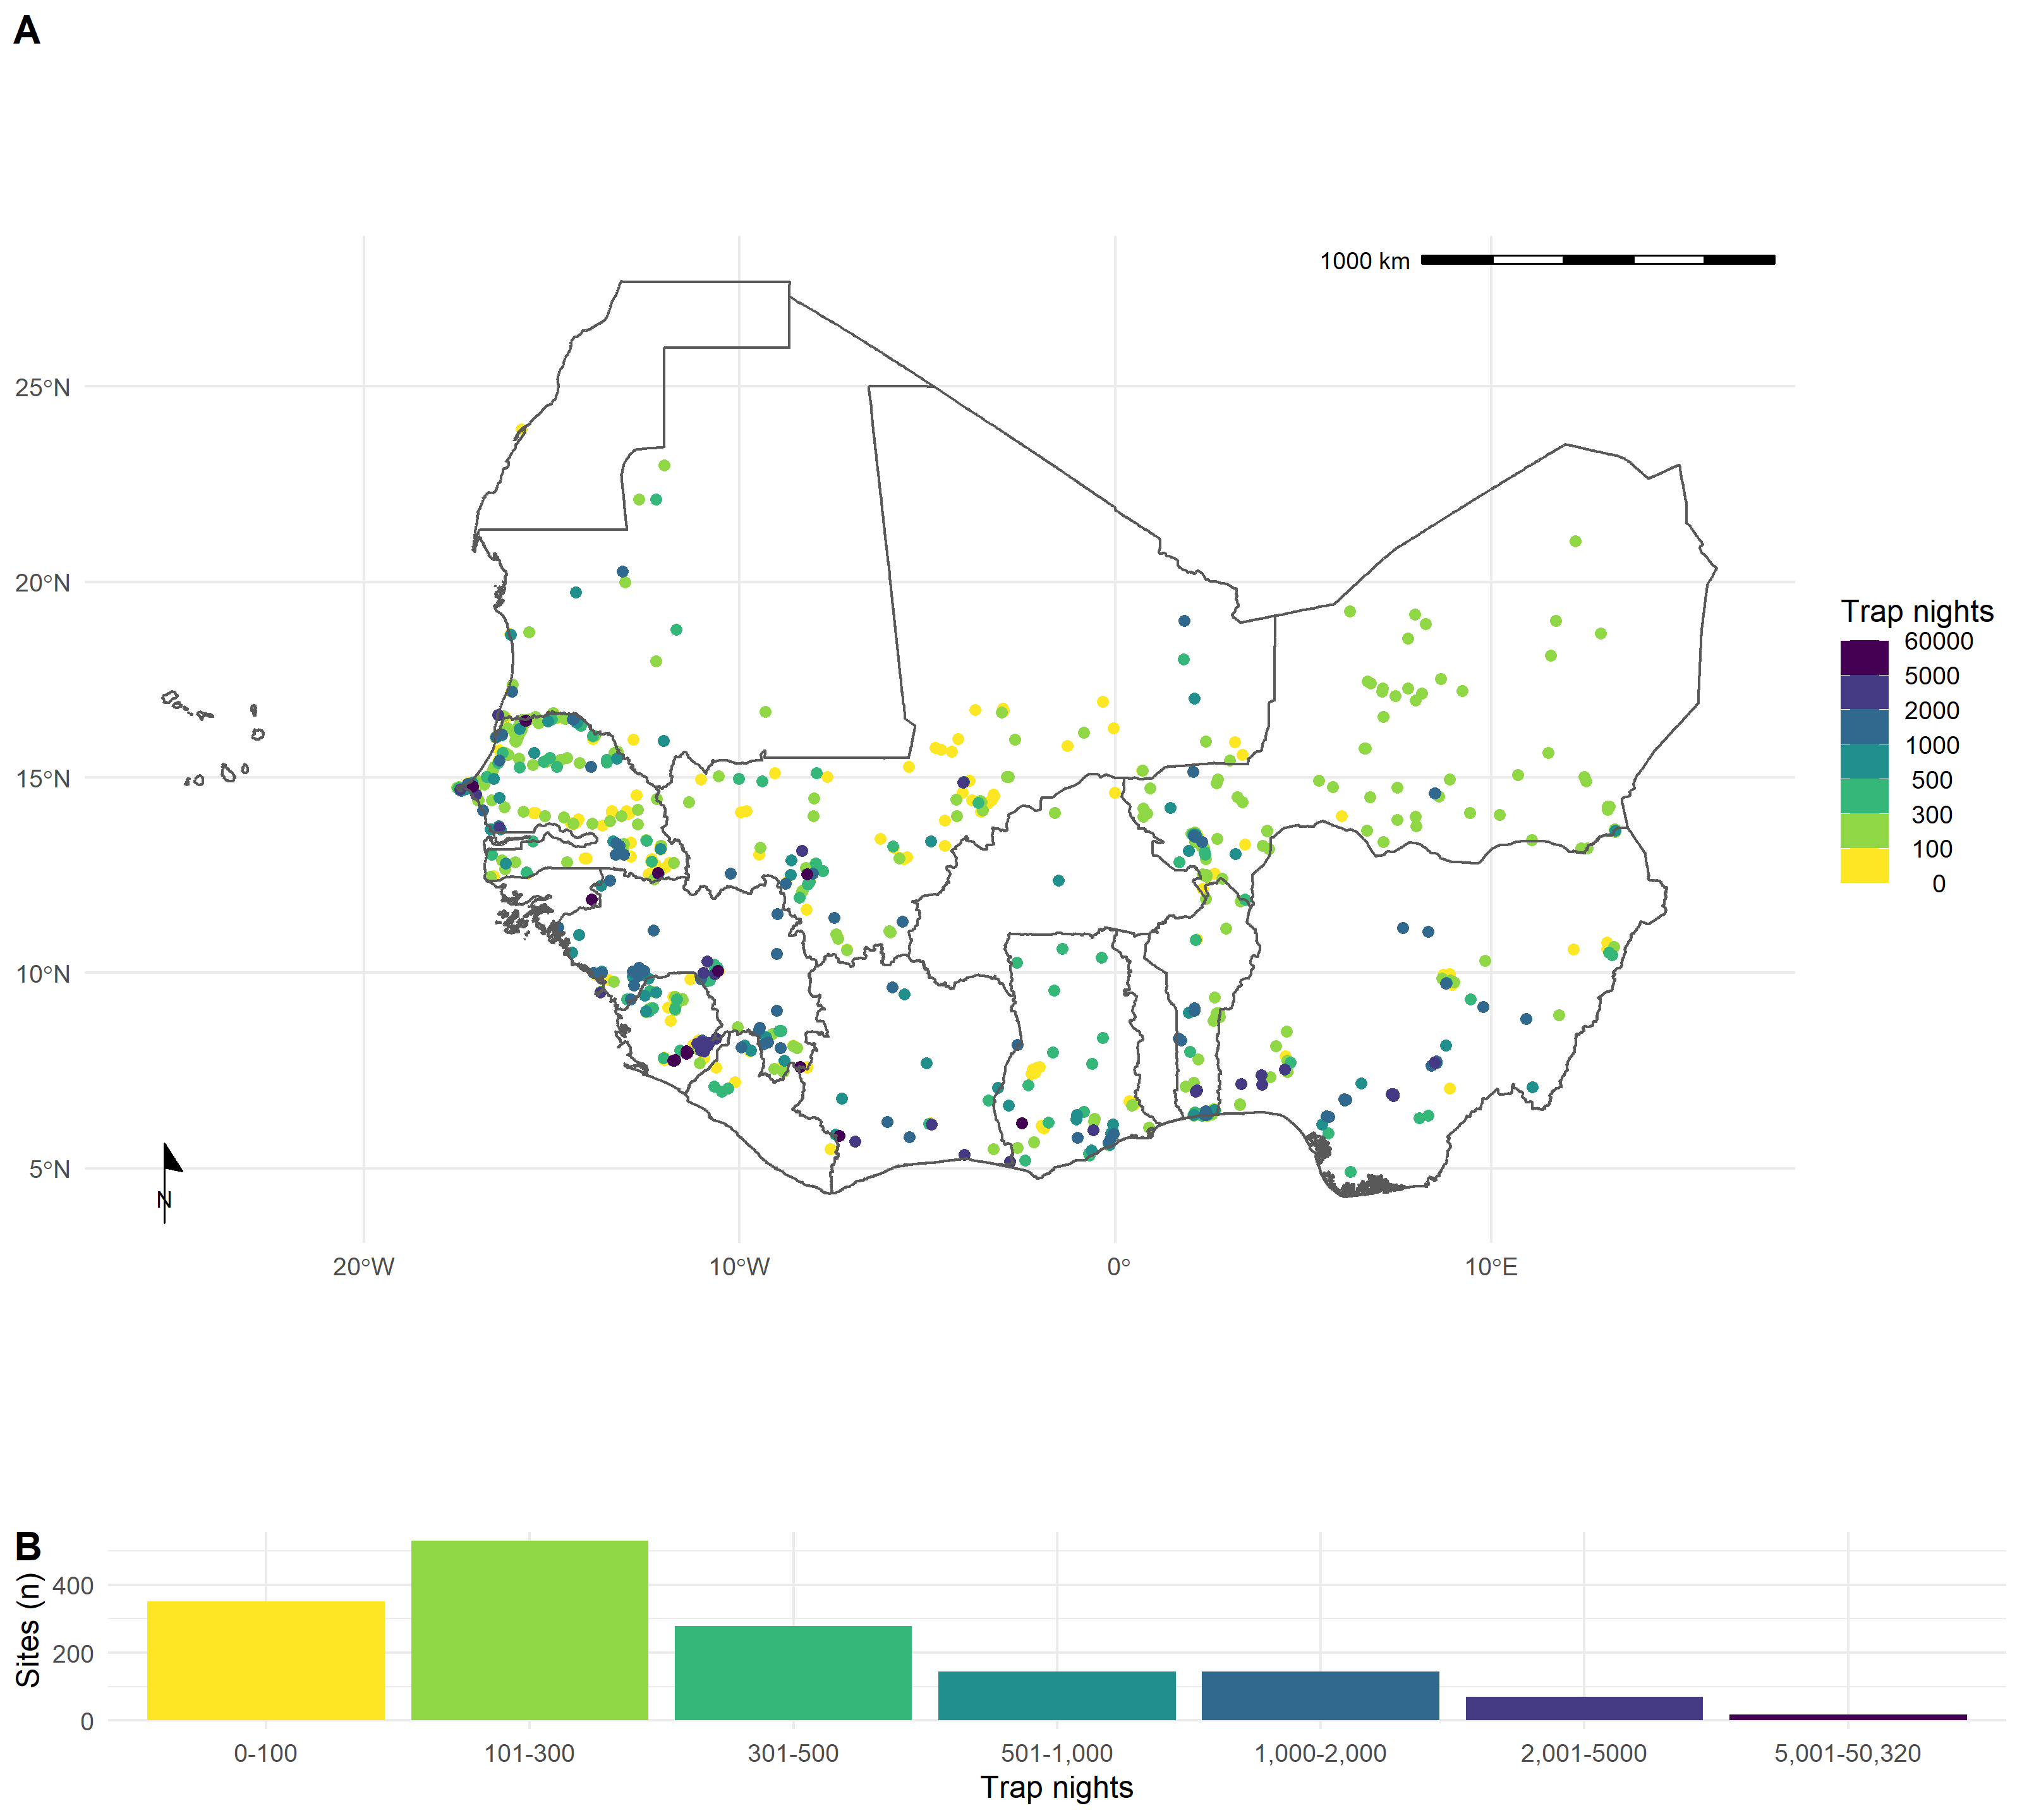 A
1000 km
25°N
20°N
15°N
10°N
5°N
N
20°W
10°W
0°
10°E
Trap nights
60000
5000
2000
1000
500
300
100
0
B
Sites (n)
400
200
0
0-100
101-300
301-500
501-1,000
1,000-2,000
2,001-5000
5,001-50,320
Trap nights